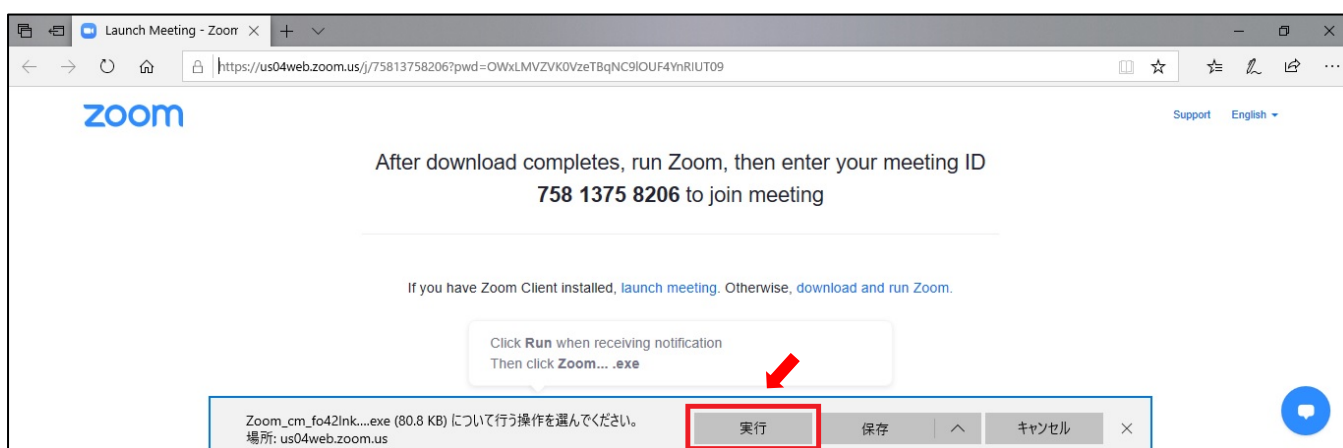 Launch Meeting - Zoom
https://us04web.zoom.us/j/75813758206?pwd=OWxLMVZVK0VzeTBqNC9lOUF4YnRIUT09
zoom
Support English
After download completes, run Zoom, then enter your meeting ID
758 1375 8206 to join meeting
If you have Zoom Client installed, launch meeting. Otherwise, download and run Zoom.
Click Run when receiving notification
Then click Zoom... .exe
Zoom_cm_fo42lnk....exe (80.8 KB) について行う操作を選んでください。
場所: us04web.zoom.us
実行 保存 キャンセル